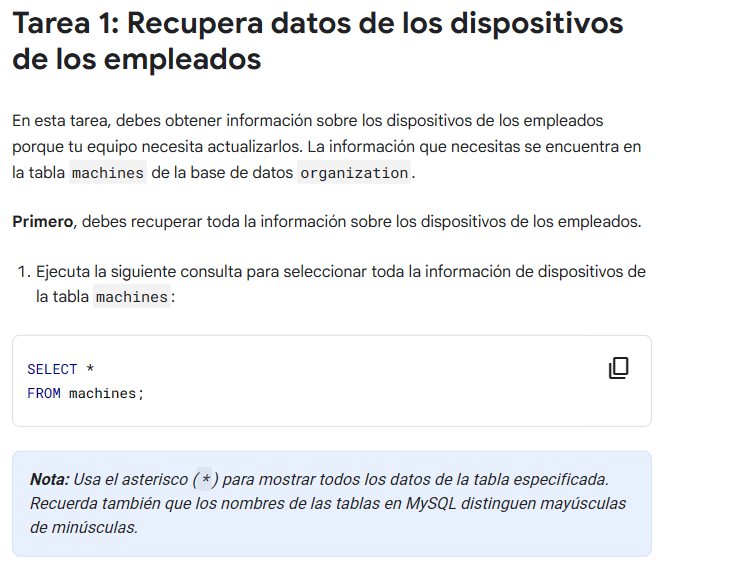 Tarea 1: Recupera datos de los dispositivos
de los empleados
En esta tarea, debes obtener información sobre los dispositivos de los empleados
porque tu equipo necesita actualizarlos. La información que necesitas se encuentra en
la tabla machines de la base de datos organization.
Primero, debes recuperar toda la información sobre los dispositivos de los empleados.
1. Ejecuta la siguiente consulta para seleccionar toda la información de dispositivos de
la tabla machines:
SELECT *
FROM machines;
Nota: Usa el asterisco (*) para mostrar todos los datos de la tabla especificada.
Recuerda también que los nombres de las tablas en MySQL distinguen mayúsculas
de minúsculas.